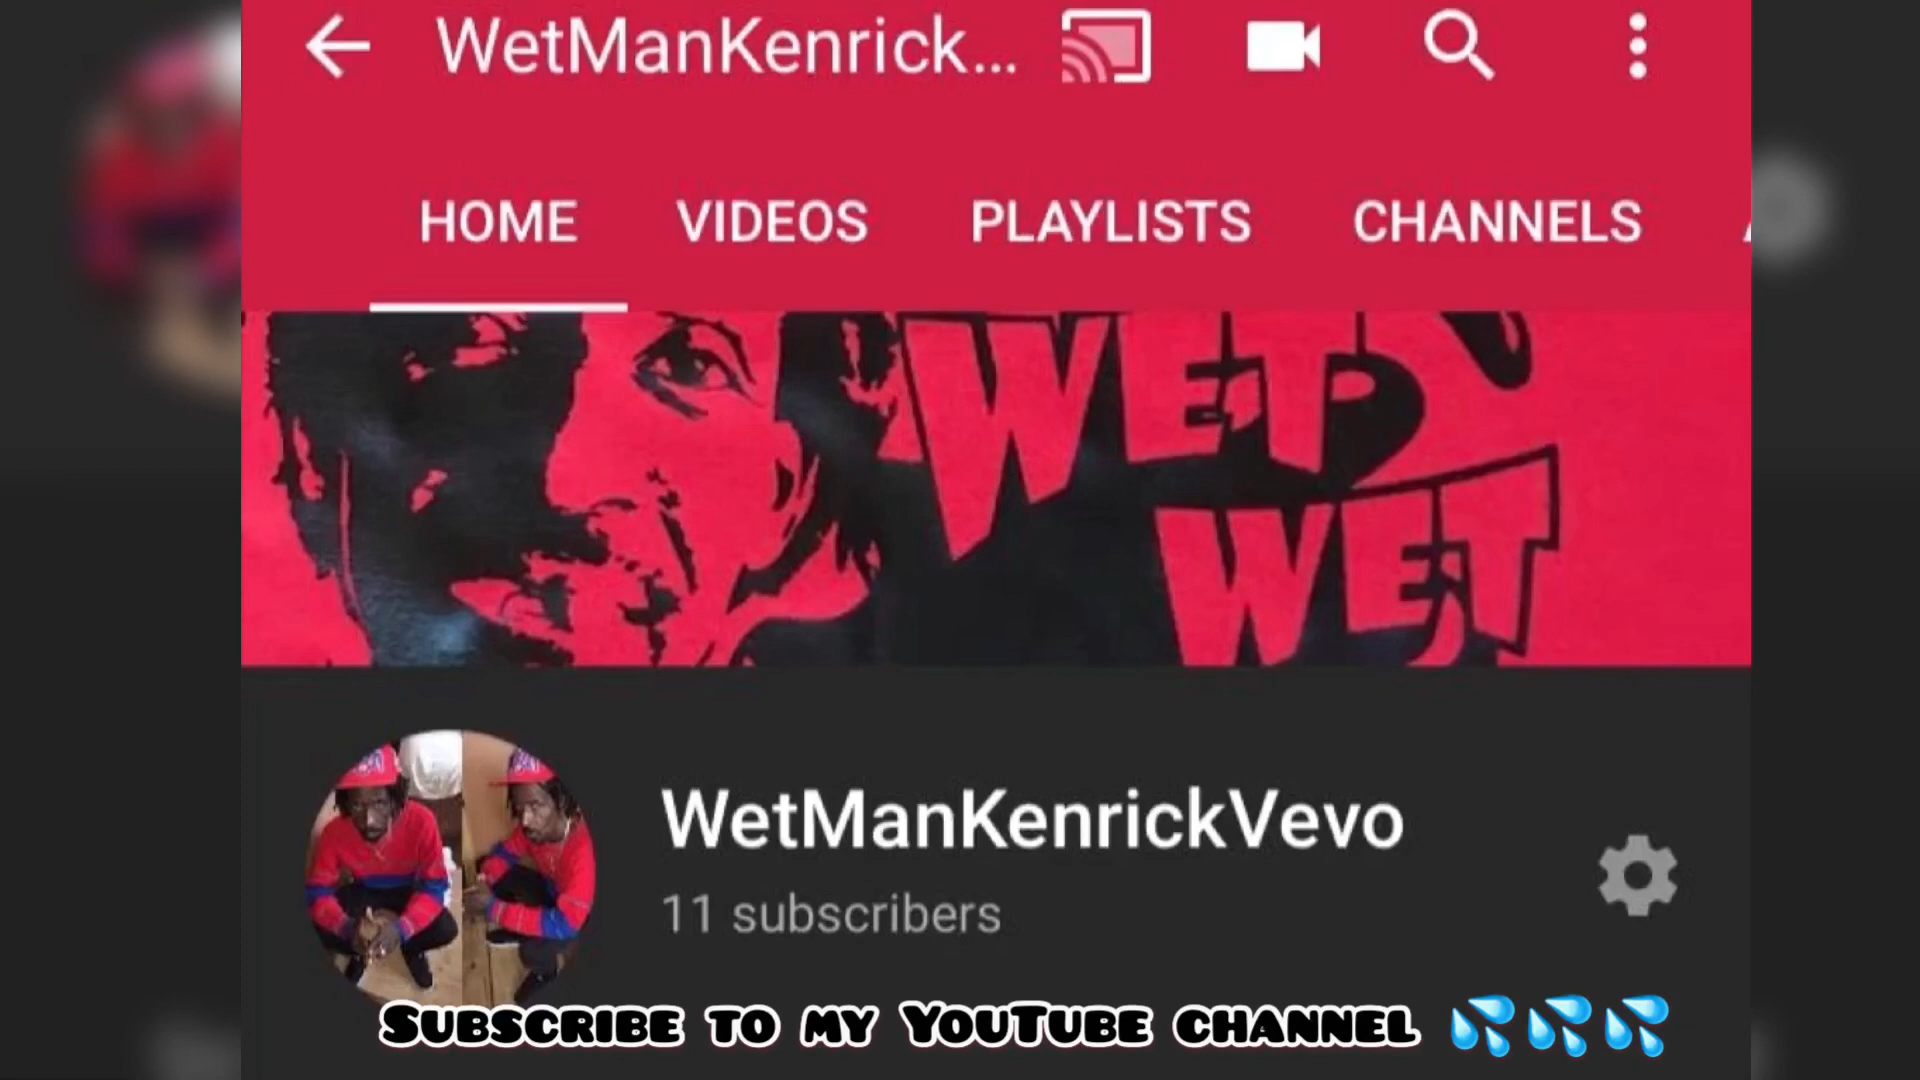 WetManKenrick...
HOME VIDEOS PLAYLISTS CHANNELS
WET
WET
WetManKenrickVevo
11 subscribers
SUBSCRIBE TO MY YOUTUBE CHANNEL 💦💦💦